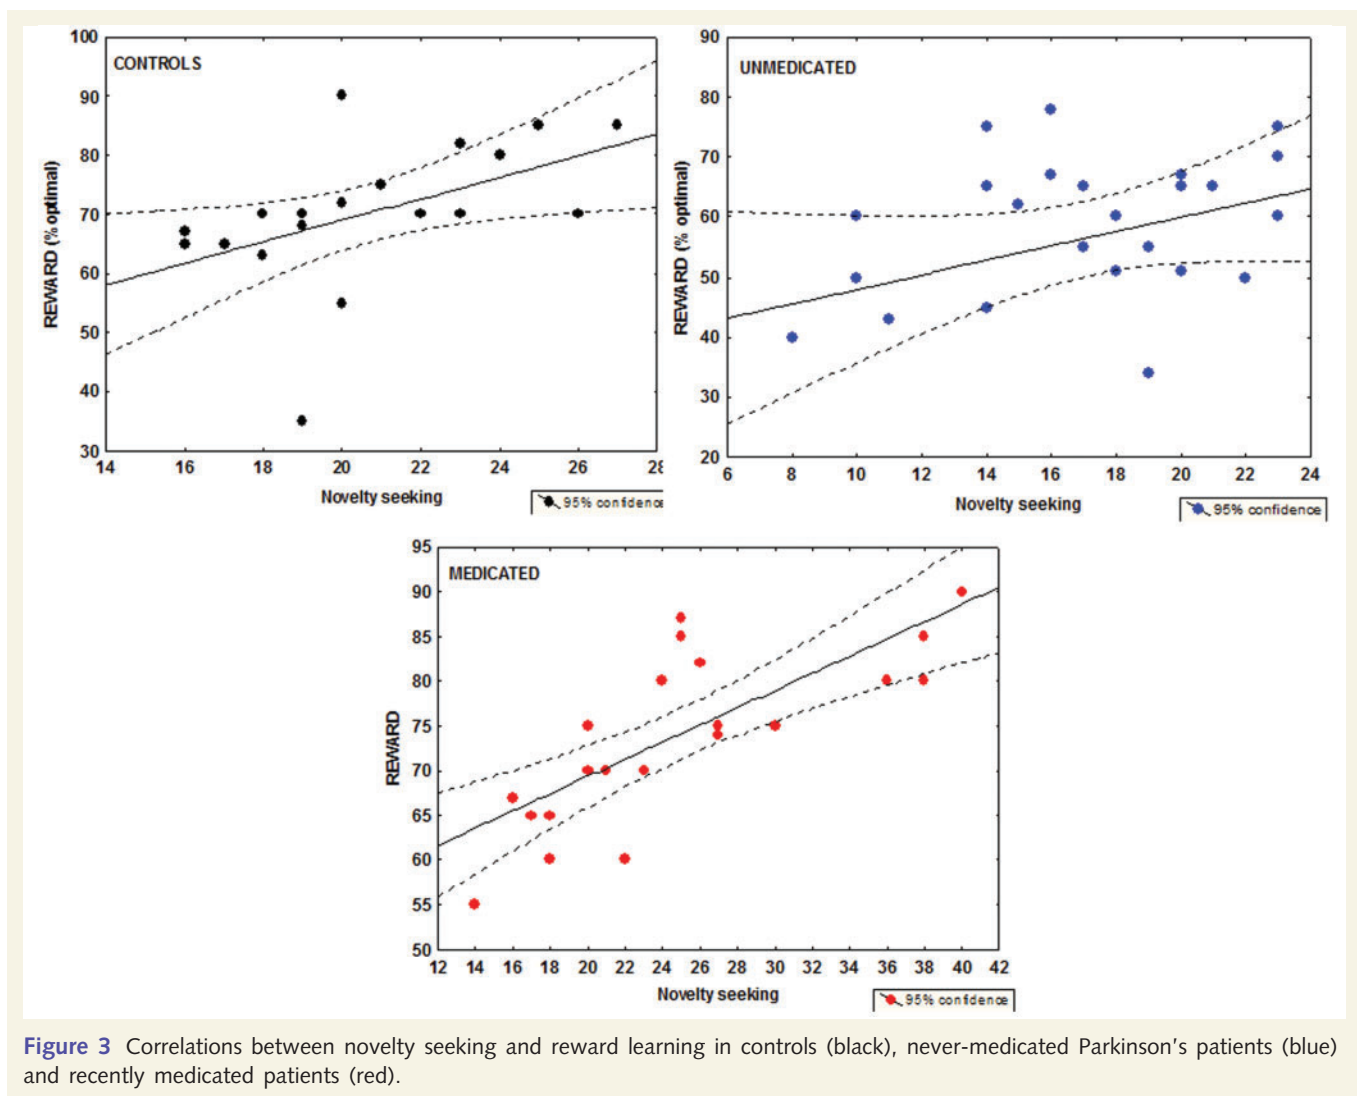 CONTROLS
REWARD (% optimal)
100
90
80
70
60
50
40
30
14 16 18 20 22 24 26 28
Novelty seeking
95% confidence
UNMEDICATED
REWARD (% optimal)
90
80
70
60
50
40
30
20
6 8 10 12 14 16 18 20 22 24
Novelty seeking
95% confidence
MEDICATED
REWARD
95
90
85
80
75
70
65
60
55
50
12 14 16 18 20 22 24 26 28 30 32 34 36 38 40 42
Novelty seeking
95% confidence
Figure 3 Correlations between novelty seeking and reward learning in controls (black), never-medicated Parkinson's patients (blue)
and recently medicated patients (red).